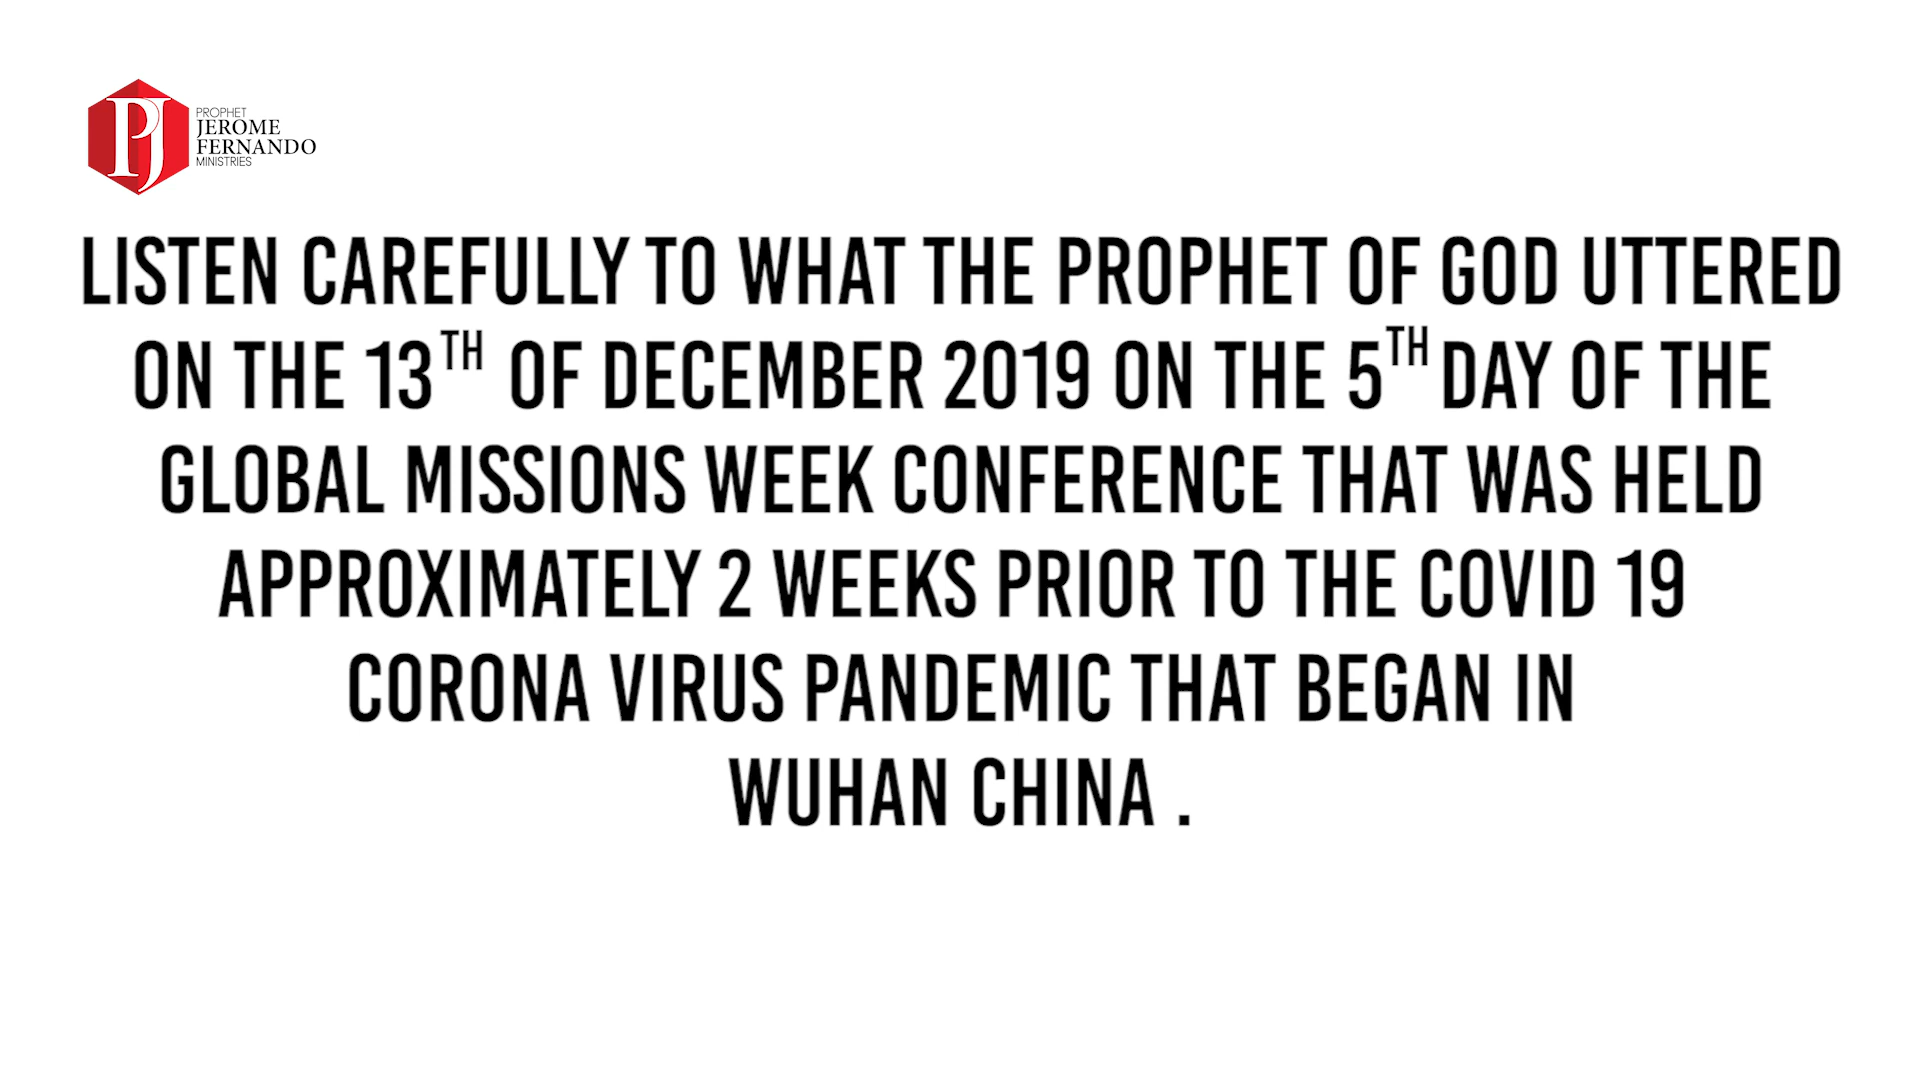 PJ
PROPHET
JEROME
FERNANDO
MINISTRIES
LISTEN CAREFULLY TO WHAT THE PROPHET OF GOD UTTERED
ON THE 13TH OF DECEMBER 2019 ON THE 5TH DAY OF THE
GLOBAL MISSIONS WEEK CONFERENCE THAT WAS HELD
APPROXIMATELY 2 WEEKS PRIOR TO THE COVID 19
CORONA VIRUS PANDEMIC THAT BEGAN IN
WUHAN CHINA .